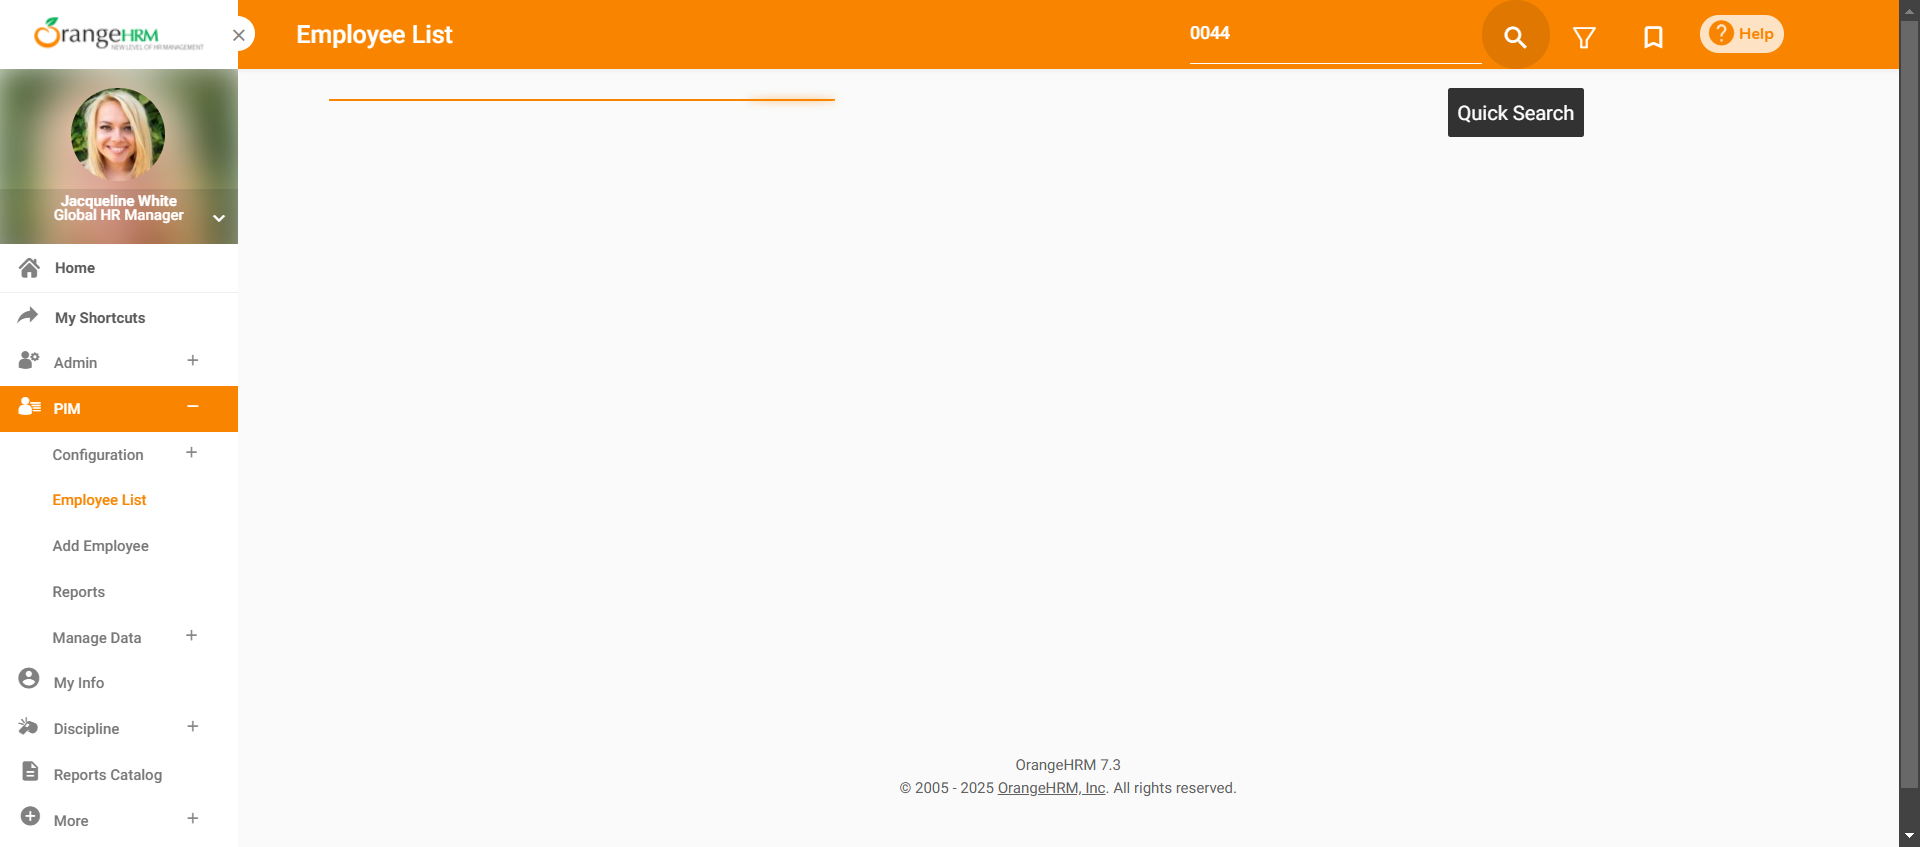 OrangeHRM
NEW LEVEL OF HR MANAGEMENT
Employee List
0044
Help
Quick Search
Jacqueline White
Global HR Manager
Home
My Shortcuts
Admin
PIM
Configuration
Employee List
Add Employee
Reports
Manage Data
My Info
Discipline
Reports Catalog
More
OrangeHRM 7.3
© 2005 - 2025 OrangeHRM, Inc. All rights reserved.